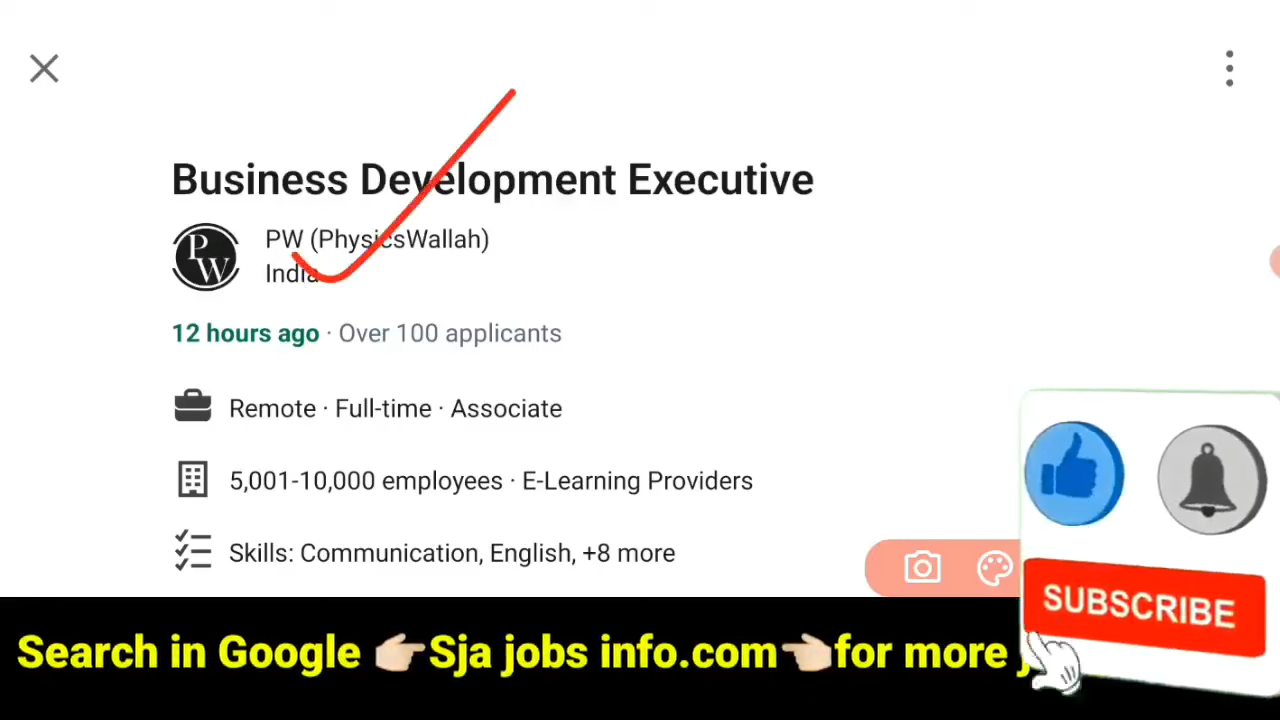 Business Development Executive
PW
PW (PhysicsWallah)
India
12 hours ago · Over 100 applicants
Remote · Full-time · Associate
5,001-10,000 employees · E-Learning Providers
Skills: Communication, English, +8 more
SUBSCRIBE
Search in Google 👉🏻Sja jobs info.com👈🏻for more